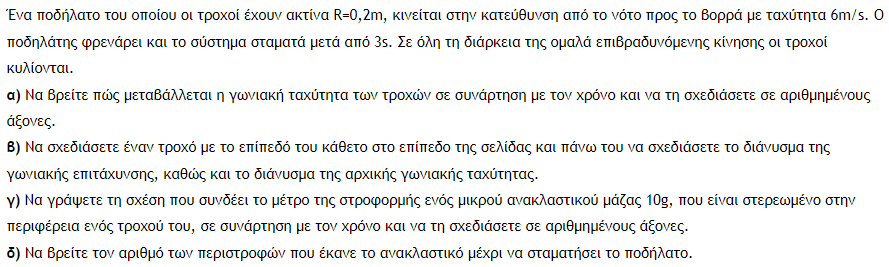 Ένα ποδήλατο του οποίου οι τροχοί έχουν ακτίνα R=0,2m, κινείται στην κατεύθυνση από το νότο προς το βορρά με ταχύτητα 6m/s. Ο
ποδηλάτης φρενάρει και το σύστημα σταματά μετά από 3s. Σε όλη τη διάρκεια της ομαλά επιβραδυνόμενης κίνησης οι τροχοί
κυλίονται.
α) Να βρείτε πώς μεταβάλλεται η γωνιακή ταχύτητα των τροχών σε συνάρτηση με τον χρόνο και να τη σχεδιάσετε σε αριθμημένους
άξονες.
β) Να σχεδιάσετε έναν τροχό με το επίπεδό του κάθετο στο επίπεδο της σελίδας και πάνω του να σχεδιάσετε το διάνυσμα της
γωνιακής επιτάχυνσης, καθώς και το διάνυσμα της αρχικής γωνιακής ταχύτητας.
γ) Να γράψετε τη σχέση που συνδέει το μέτρο της στροφορμής ενός μικρού ανακλαστικού μάζας 10g, που είναι στερεωμένο στην
περιφέρεια ενός τροχού του, σε συνάρτηση με τον χρόνο και να τη σχεδιάσετε σε αριθμημένους άξονες.
δ) Να βρείτε τον αριθμό των περιστροφών που έκανε το ανακλαστικό μέχρι να σταματήσει το ποδήλατο.